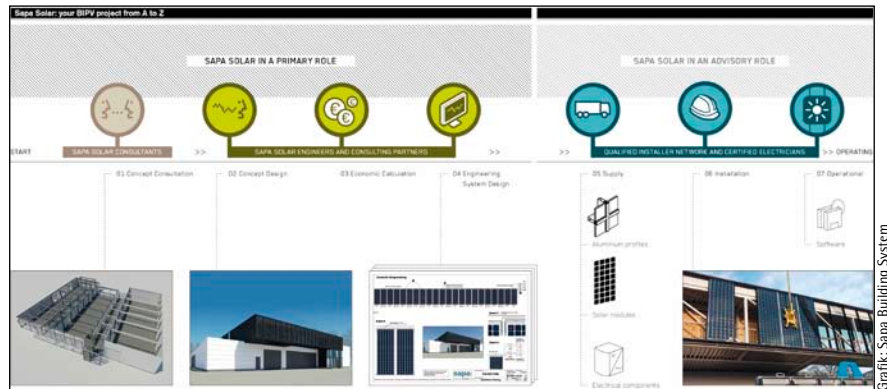 Sapa Solar: your BIPV project from A to Z
SAPA SOLAR IN A PRIMARY ROLE
SAPA SOLAR IN AN ADVISORY ROLE
START
SAPA SOLAR CONSULTANTS
>>
SAPA SOLAR ENGINEERS AND CONSULTING PARTNERS
>>
>>
QUALIFIED INSTALLER NETWORK AND CERTIFIED ELECTRICIANS
>> OPERATING
01 Concept Consultation
02 Concept Design
03 Economic Calculation
04 Engineering
System Design
05 Supply
06 Installation
07 Operational
Aluminium profiles
Software
Solar modules
Electrical components
sapa:
Grafik: Sapa Building System